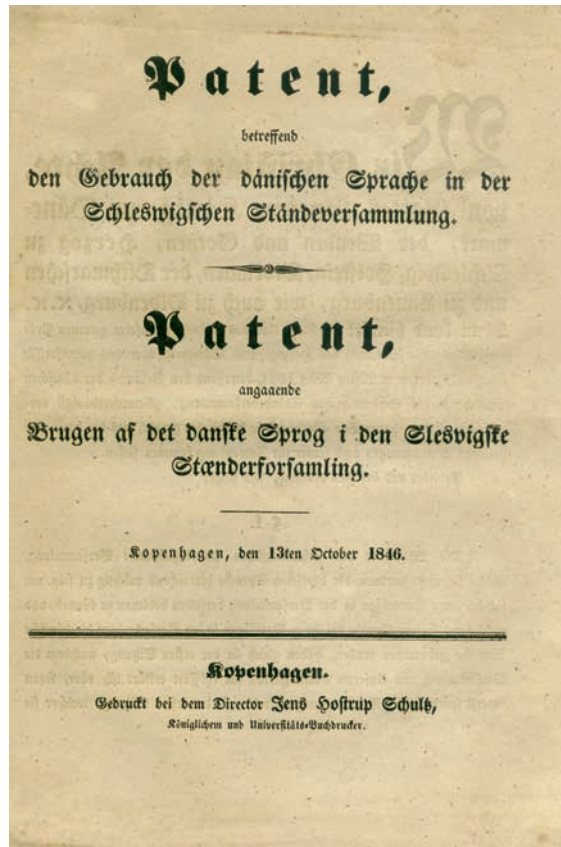 Patent,
betreffend
den Gebrauch der dänischen Sprache in der
Schleswigschen Ständeversammlung.
Patent,
angaaende
Brugen af det danske Sprog i den Slesvigske
Stænderforsamling.
Kopenhagen, den 13ten October 1846.
Kopenhagen.
Gedruckt bei dem Director Jens Hostrup Schultz,
Königlichem und Universitäts-Buchdrucker.